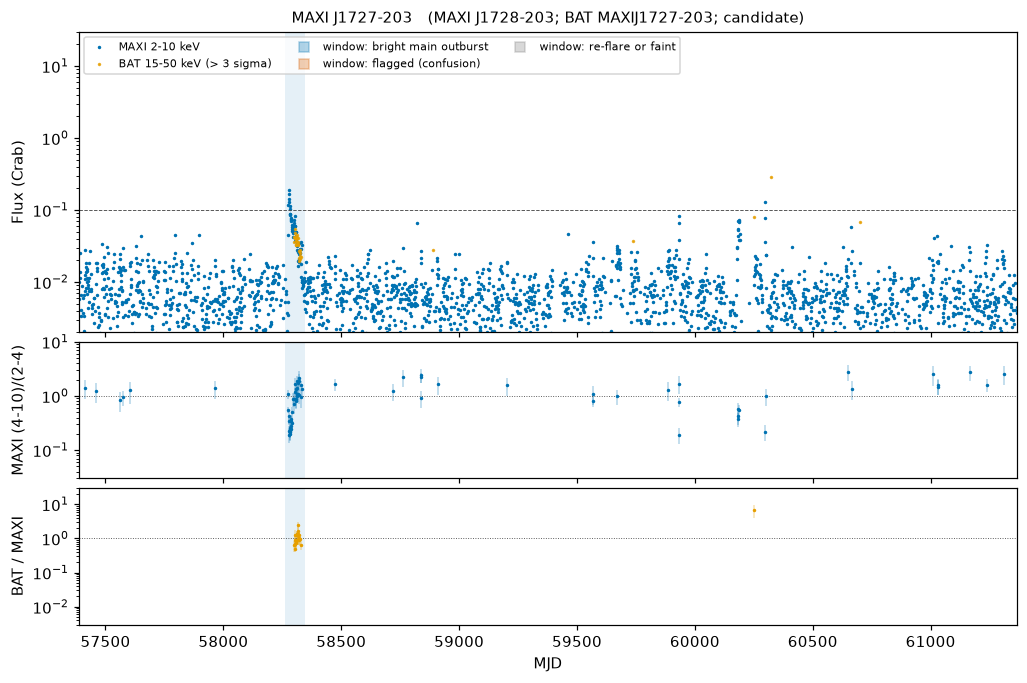 MAXI J1727-203 (MAXI J1728-203; BAT MAXIJ1727-203; candidate)
MAXI 2-10 keV
BAT 15-50 keV (> 3 sigma)
window: bright main outburst
window: flagged (confusion)
window: re-flare or faint
Flux (Crab)
10¹
10⁰
10⁻¹
10⁻²
MAXI (4-10)/(2-4)
10¹
10⁰
10⁻¹
BAT / MAXI
10¹
10⁰
10⁻¹
10⁻²
57500 58000 58500 59000 59500 60000 60500 61000
MJD